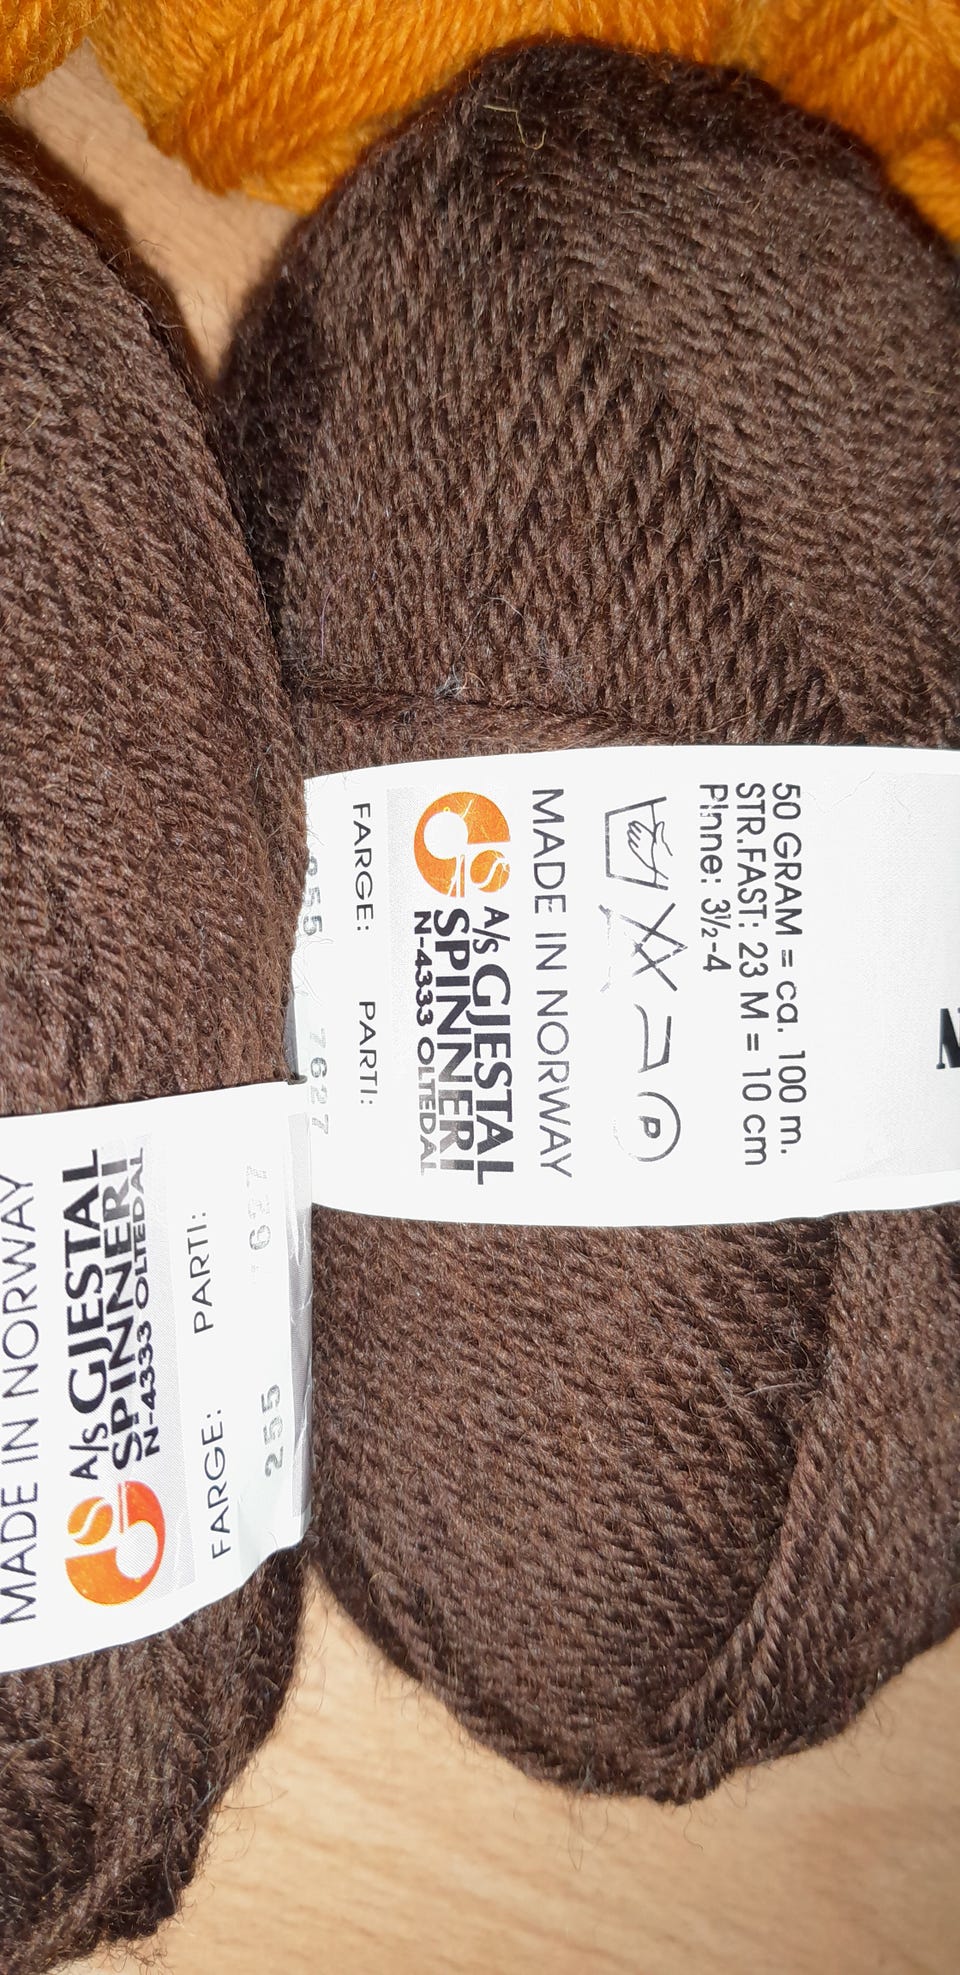 50 GRAM = ca. 100 m.
STR.FAST: 23 M = 10 cm
Pinne: 3½-4
P
MADE IN NORWAY
A/s GJESTAL
SPINNERI
N-4333 OLTEDAL
FARGE: PARTI:
255 7627
MADE IN NORWAY
A/s GJESTAL
SPINNERI
N-4333 OLTEDAL
FARGE: PARTI:
255 7627